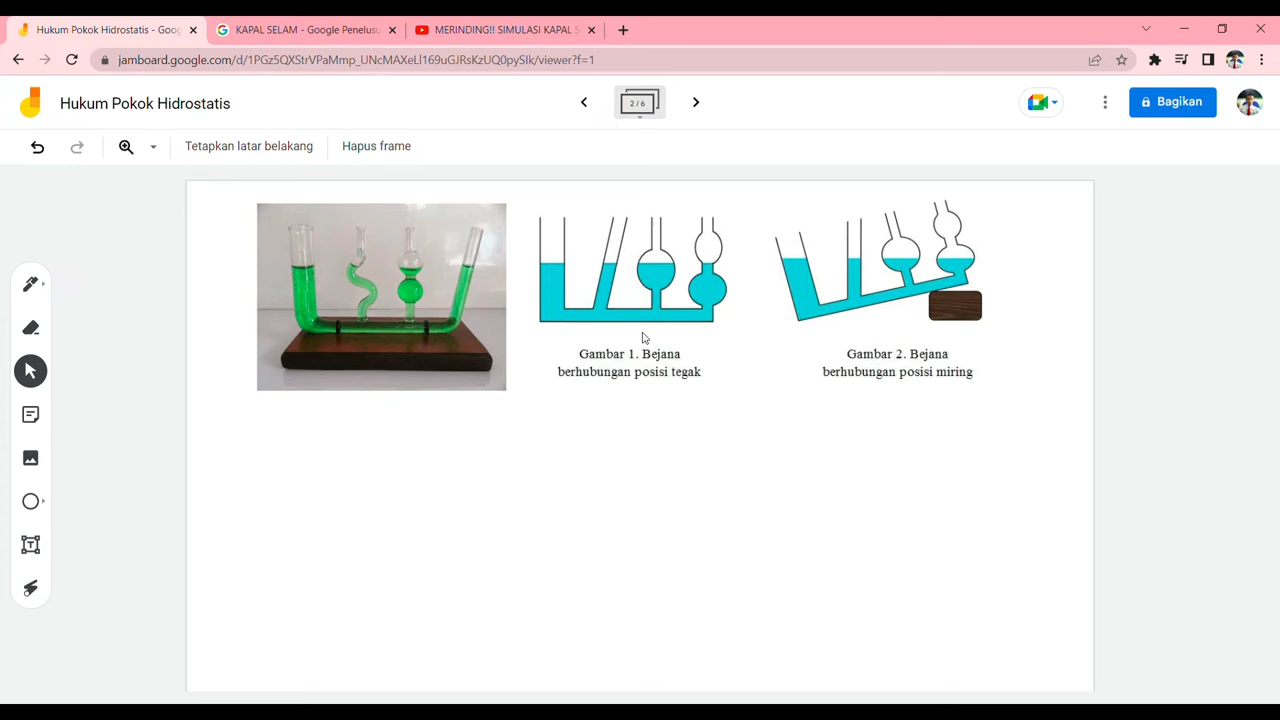 Hukum Pokok Hidrostatis - Goog
KAPAL SELAM - Google Penelusu
MERINDING!! SIMULASI KAPAL S
jamboard.google.com/d/1PGz5QXStrVPaMmp_UNcMAXeLl169uGJRsKzUQ0pySIk/viewer?f=1
Hukum Pokok Hidrostatis
2 / 6
Bagikan
Tetapkan latar belakang
Hapus frame
Gambar 1. Bejana
berhubungan posisi tegak
Gambar 2. Bejana
berhubungan posisi miring